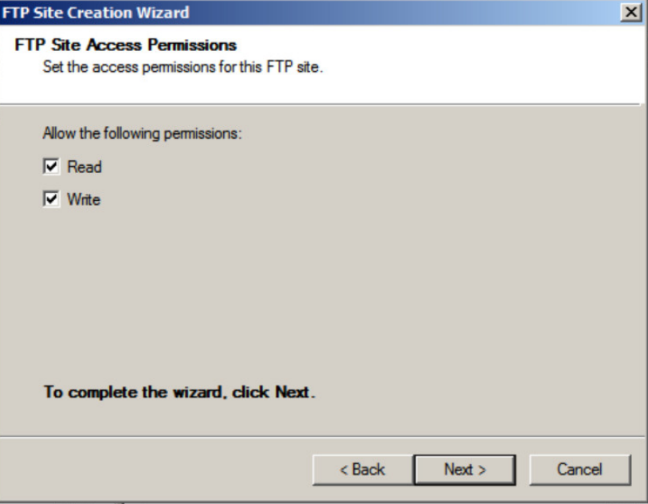 FTP Site Creation Wizard
FTP Site Access Permissions
Set the access permissions for this FTP site.
Allow the following permissions:
Read
Write
To complete the wizard, click Next.
< Back Next > Cancel